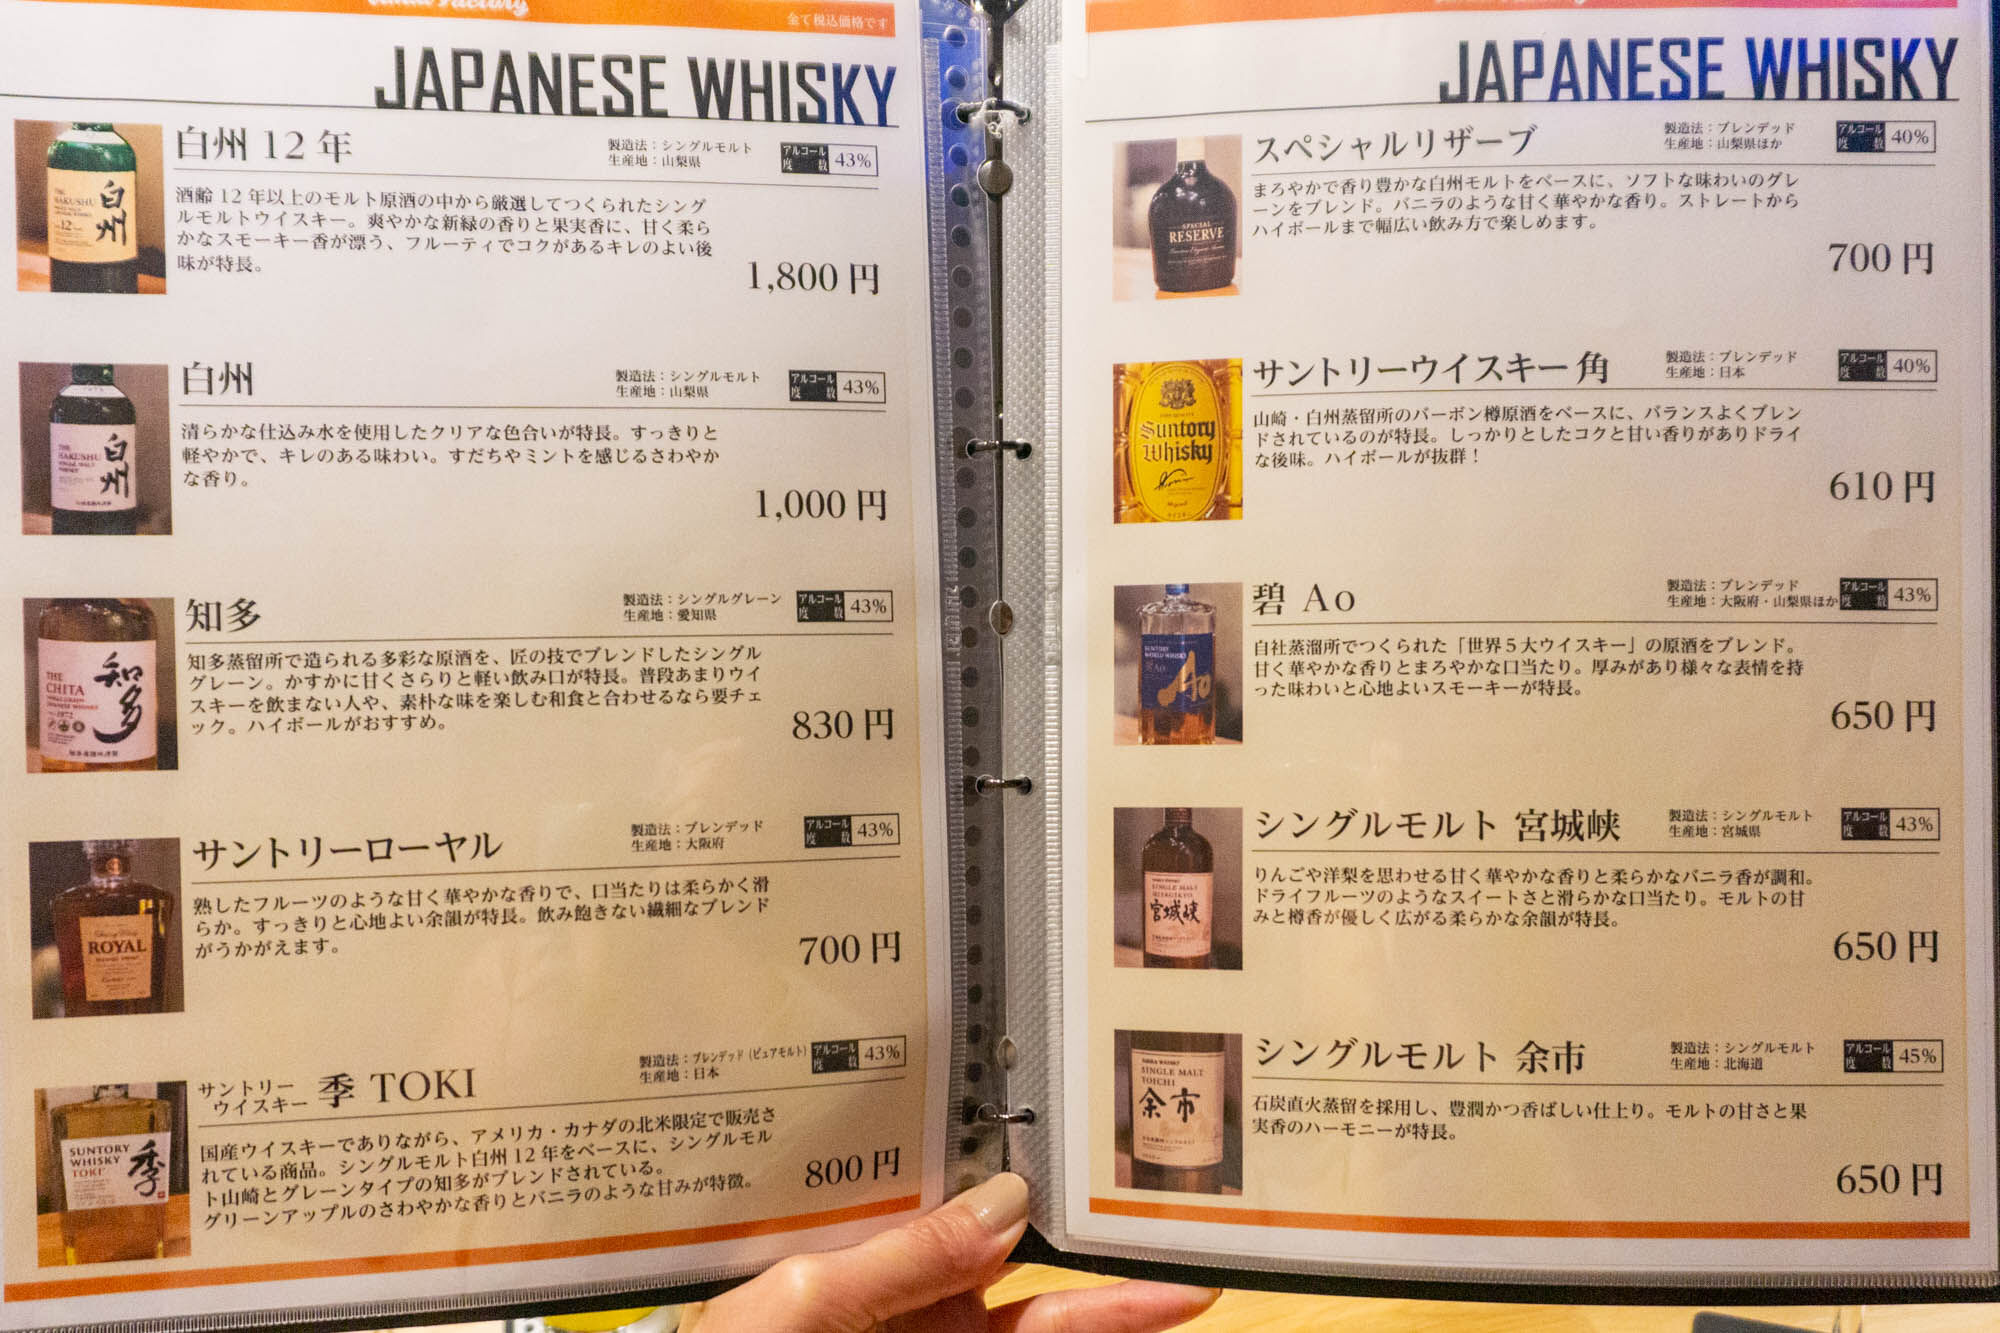 Factory
全て税込価格です
JAPANESE WHISKY
白州 12 年
製造法：シングルモルト
生産地：山梨県
アルコール度数 43%
酒齢 12 年以上のモルト原酒の中から厳選してつくられたシング
ルモルトウイスキー。爽やかな新緑の香りと果実香に、甘く柔ら
かなスモーキー香が漂う、フルーティでコクがあるキレのよい後
味が特長。
1,800 円
THE
HAKUSHU
12
白州
白州
製造法：シングルモルト
生産地：山梨県
アルコール度数 43%
清らかな仕込み水を使用したクリアな色合いが特長。すっきりと
軽やかで、キレのある味わい。すだちやミントを感じるさわやか
な香り。
1,000 円
THE
HAKUSHU
SINGLE MALT
白州
知多
製造法：シングルグレーン
生産地：愛知県
アルコール度数 43%
知多蒸留所で造られる多彩な原酒を、匠の技でブレンドしたシングル
グレーン。かすかに甘くさらりと軽い飲み口が特長。普段あまりウイ
スキーを飲まない人や、素朴な味を楽しむ和食と合わせるなら要チェ
ック。ハイボールがおすすめ。
830 円
THE
CHITA
知多
サントリーローヤル
製造法：ブレンデッド
生産地：大阪府
アルコール度数 43%
熟したフルーツのような甘く華やかな香りで、口当たりは柔らかく滑
らか。すっきりと心地よい余韻が特長。飲み飽きない繊細なブレンド
がうかがえます。
700 円
ROYAL
サントリー
ウイスキー 季 TOKI
製造法：ブレンデッド（ピュアモルト）
生産地：日本
アルコール度数 43%
国産ウイスキーでありながら、アメリカ・カナダの北米限定で販売さ
れている商品。シングルモルト白州 12 年をベースに、シングルモル
ト山崎とグレーンタイプの知多がブレンドされている。
グリーンアップルのさわやかな香りとバニラのような甘みが特徴。
800 円
SUNTORY
WHISKY
TOKI
季
JAPANESE WHISKY
スペシャルリザーブ
製造法：ブレンデッド
生産地：山梨県ほか
アルコール度数 40%
まろやかで香り豊かな白州モルトをベースに、ソフトな味わいのグレ
ーンをブレンド。バニラのような甘く華やかな香り。ストレートから
ハイボールまで幅広い飲み方で楽しめます。
700 円
SPECIAL
RESERVE
サントリーウイスキー 角
製造法：ブレンデッド
生産地：日本
アルコール度数 40%
山崎・白州蒸留所のバーボン樽原酒をベースに、バランスよくブレン
ドされているのが特長。しっかりとしたコクと甘い香りがありドライ
な後味。ハイボールが抜群！
610 円
Suntory
Whisky
碧 Ao
製造法：ブレンデッド
生産地：大阪府・山梨県ほか
アルコール度数 43%
自社蒸溜所でつくられた「世界５大ウイスキー」の原酒をブレンド。
甘く華やかな香りとまろやかな口当たり。厚みがあり様々な表情を持
った味わいと心地よいスモーキーが特長。
650 円
SUNTORY
WORLD WHISKY
碧Ao
Ao
シングルモルト 宮城峡
製造法：シングルモルト
生産地：宮城県
アルコール度数 43%
りんごや洋梨を思わせる甘く華やかな香りと柔らかなバニラ香が調和。
ドライフルーツのようなスイートさと滑らかな口当たり。モルトの甘
みと樽香が優しく広がる柔らかな余韻が特長。
650 円
SINGLE MALT
MIYAGIKYO
宮城峡
シングルモルト 余市
製造法：シングルモルト
生産地：北海道
アルコール度数 45%
石炭直火蒸留を採用し、豊潤かつ香ばしい仕上り。モルトの甘さと果
実香のハーモニーが特長。
650 円
NIKKA WHISKY
SINGLE MALT
YOICHI
余市